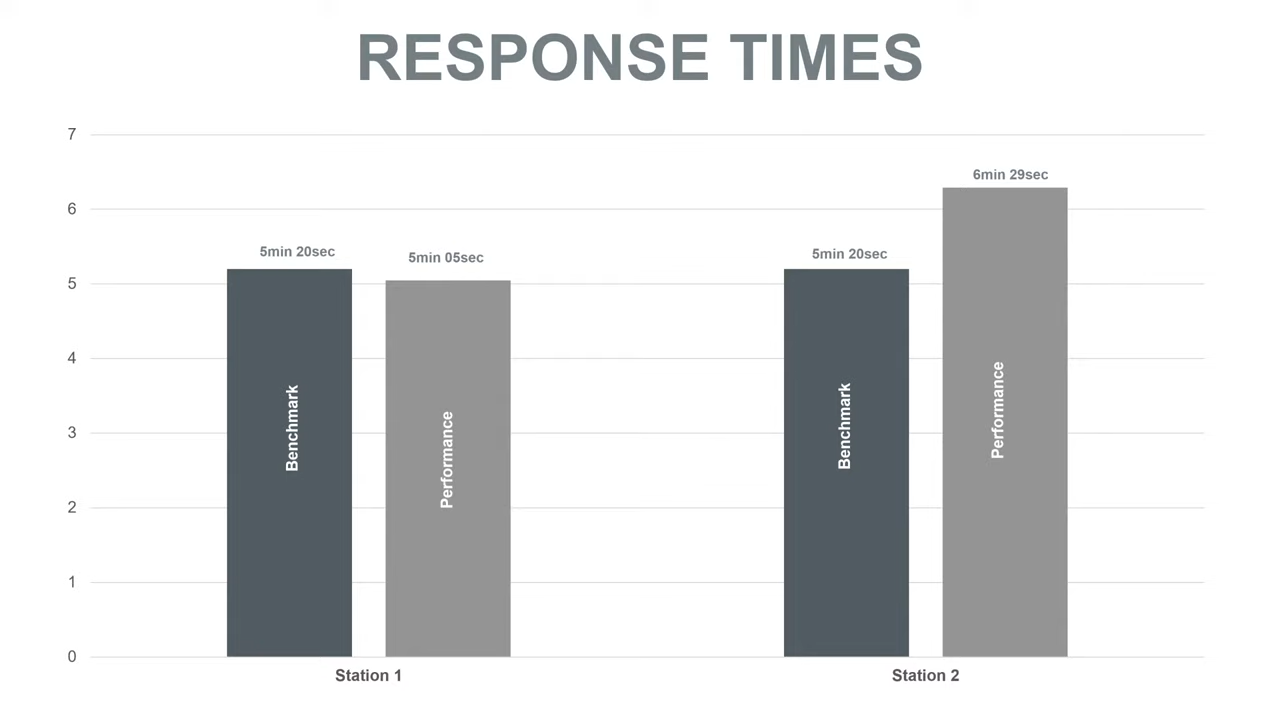 RESPONSE TIMES
7
6
5
4
3
2
1
0
5min 20sec
5min 05sec
5min 20sec
6min 29sec
Benchmark
Performance
Benchmark
Performance
Station 1
Station 2